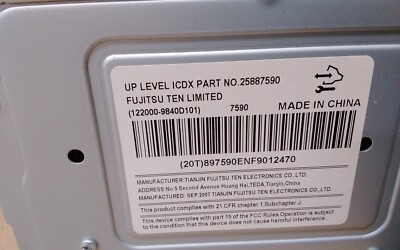 UP LEVEL ICDX PART NO.25887590
FUJITSU TEN LIMITED
(122000-9840D101) 7590
MADE IN CHINA
(20T)897590ENF9012470
MANUFACTURER:TIANJIN FUJITSU TEN ELECTRONICS CO., LTD.
ADDRESS:No.5 Second Avenue Huang Hai,TEDA,Tianjin,China
MANUFACTURED: SEP.2007 TIANJIN FUJITSU TEN ELECTRONICS CO., LTD.
This device complies with 21 CFR chapter 1.Subchapter J.
This device complies with part 15 of the FCC Rules.Operation is subject
to the condition that this device does not cause harmful interference.